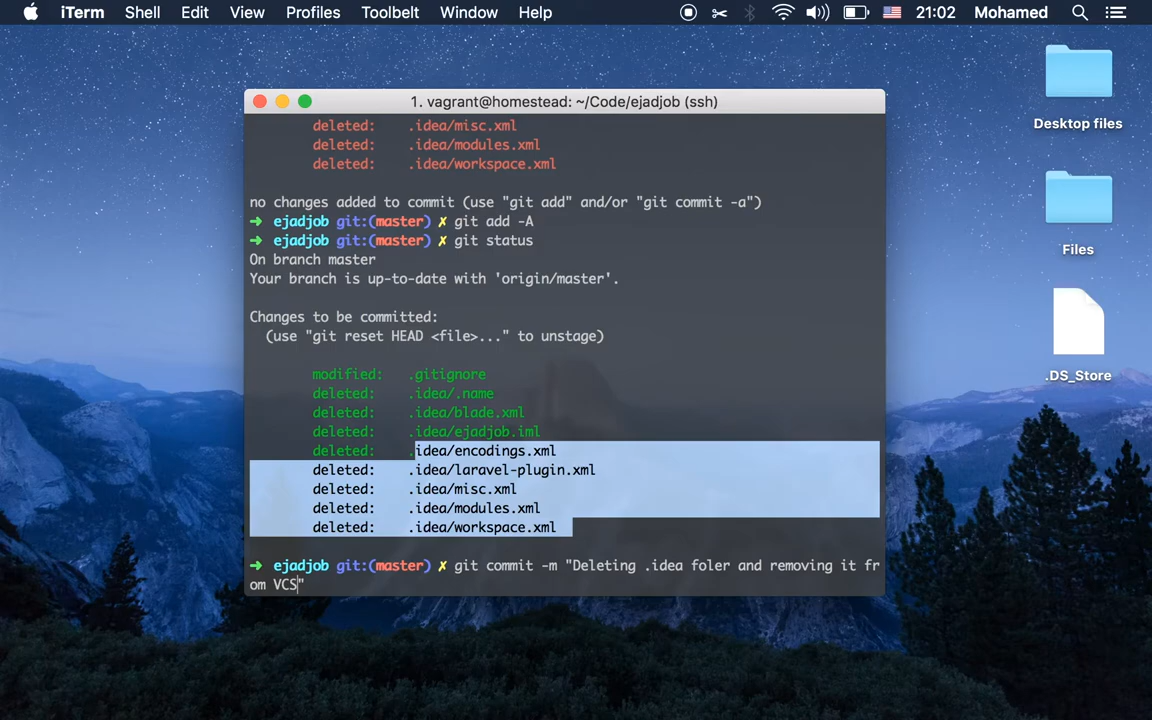 iTerm Shell Edit View Profiles Toolbelt Window Help 21:02 Mohamed
1. vagrant@homestead: ~/Code/ejadjob (ssh)
deleted: .idea/misc.xml
deleted: .idea/modules.xml
deleted: .idea/workspace.xml
no changes added to commit (use "git add" and/or "git commit -a")
➜ ejadjob git:(master) ✗ git add -A
➜ ejadjob git:(master) ✗ git status
On branch master
Your branch is up-to-date with 'origin/master'.
Changes to be committed:
(use "git reset HEAD <file>..." to unstage)
modified: .gitignore
deleted: .idea/.name
deleted: .idea/blade.xml
deleted: .idea/ejadjob.iml
deleted: .idea/encodings.xml
deleted: .idea/laravel-plugin.xml
deleted: .idea/misc.xml
deleted: .idea/modules.xml
deleted: .idea/workspace.xml
➜ ejadjob git:(master) ✗ git commit -m "Deleting .idea foler and removing it fr
om VCS"
Desktop files
Files
.DS_Store